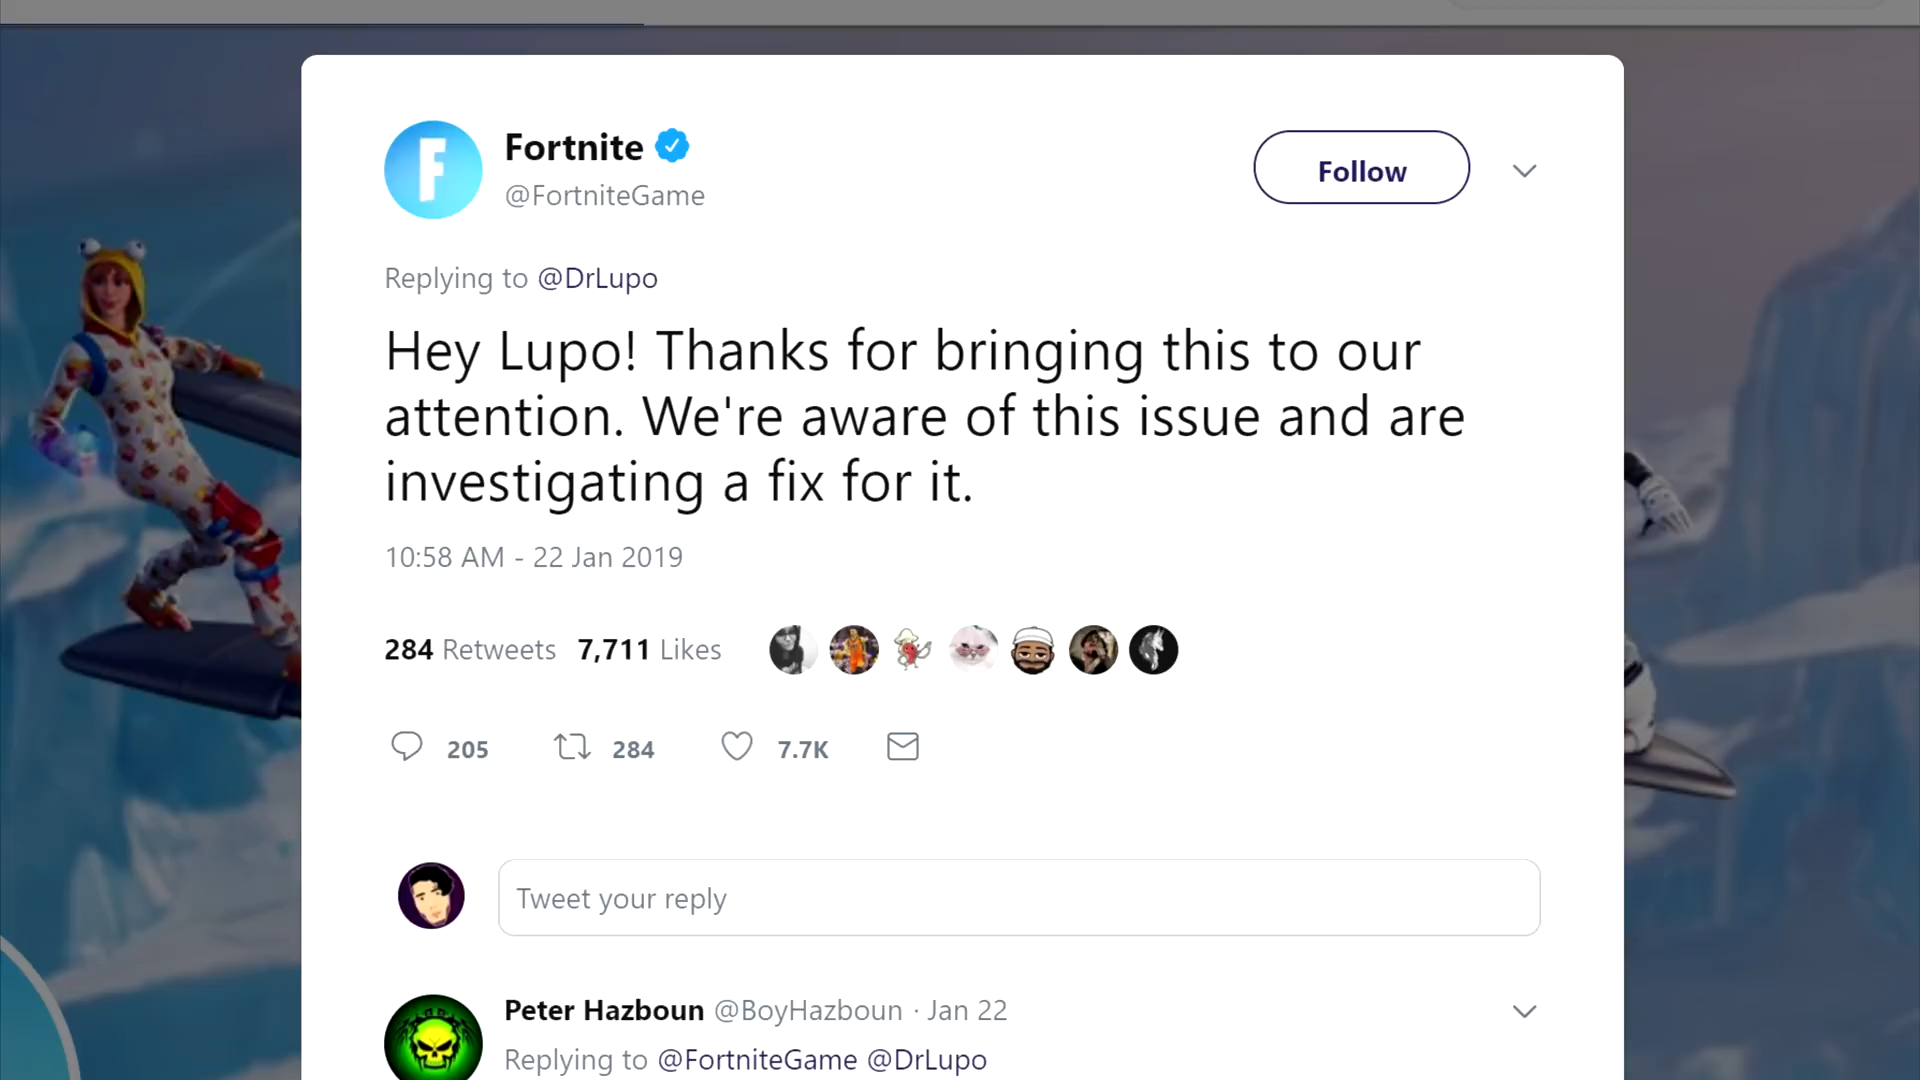 Fortnite
@FortniteGame
Follow
Replying to @DrLupo
Hey Lupo! Thanks for bringing this to our
attention. We're aware of this issue and are
investigating a fix for it.
10:58 AM - 22 Jan 2019
284 Retweets 7,711 Likes
205 284 7.7K
Tweet your reply
Peter Hazboun @BoyHazboun · Jan 22
Replying to @FortniteGame @DrLupo